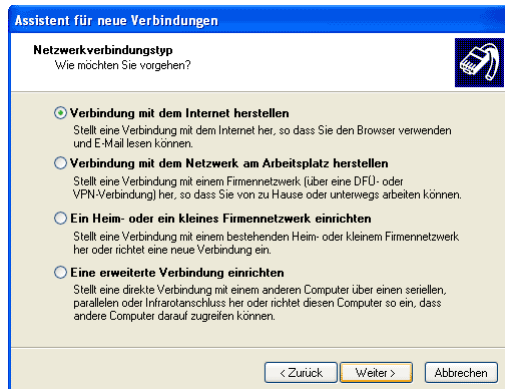 Assistent für neue Verbindungen
Netzwerkverbindungstyp
Wie möchten Sie vorgehen?
Verbindung mit dem Internet herstellen
Stellt eine Verbindung mit dem Internet her, so dass Sie den Browser verwenden
und E-Mail lesen können.
Verbindung mit dem Netzwerk am Arbeitsplatz herstellen
Stellt eine Verbindung mit einem Firmennetzwerk (über eine DFÜ- oder
VPN-Verbindung) her, so dass Sie von zu Hause oder unterwegs arbeiten können.
Ein Heim- oder ein kleines Firmennetzwerk einrichten
Stellt eine Verbindung mit einem bestehenden Heim- oder kleinem Firmennetzwerk
her oder richtet eine neue Verbindung ein.
Eine erweiterte Verbindung einrichten
Stellt eine direkte Verbindung mit einem anderen Computer über einen seriellen,
parallelen oder Infrarotanschluss her oder richtet diesen Computer so ein, dass
andere Computer darauf zugreifen können.
< Zurück Weiter > Abbrechen